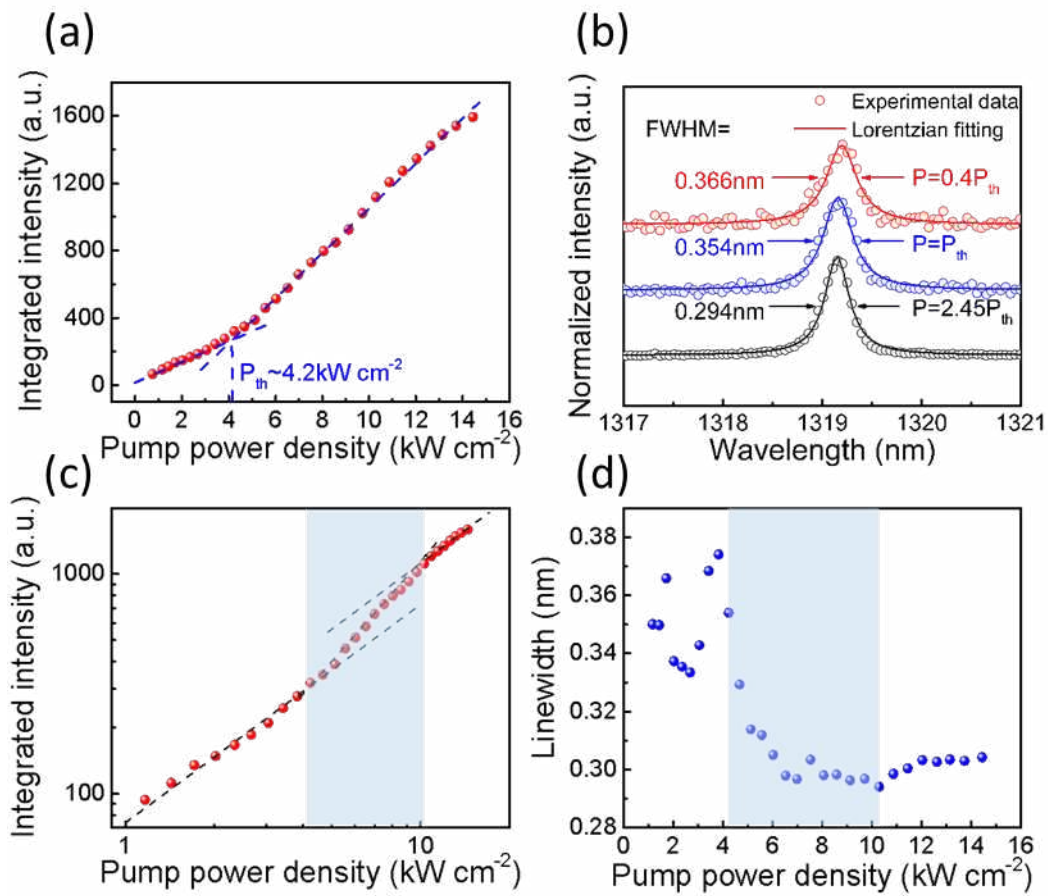 (a)
Integrated intensity (a.u.)
1600
1200
800
400
0
P_th~4.2kW cm⁻²
0 2 4 6 8 10 12 14 16
Pump power density (kW cm⁻²)
(b)
Normalized intensity (a.u.)
Experimental data
FWHM= Lorentzian fitting
0.366nm P=0.4P_th
0.354nm P=P_th
0.294nm P=2.45P_th
1317 1318 1319 1320 1321
Wavelength (nm)
(c)
Integrated intensity (a.u.)
1000
100
1 10
Pump power density (kW cm⁻²)
(d)
Linewidth (nm)
0.38
0.36
0.34
0.32
0.30
0.28
0 2 4 6 8 10 12 14 16
Pump power density (kW cm⁻²)